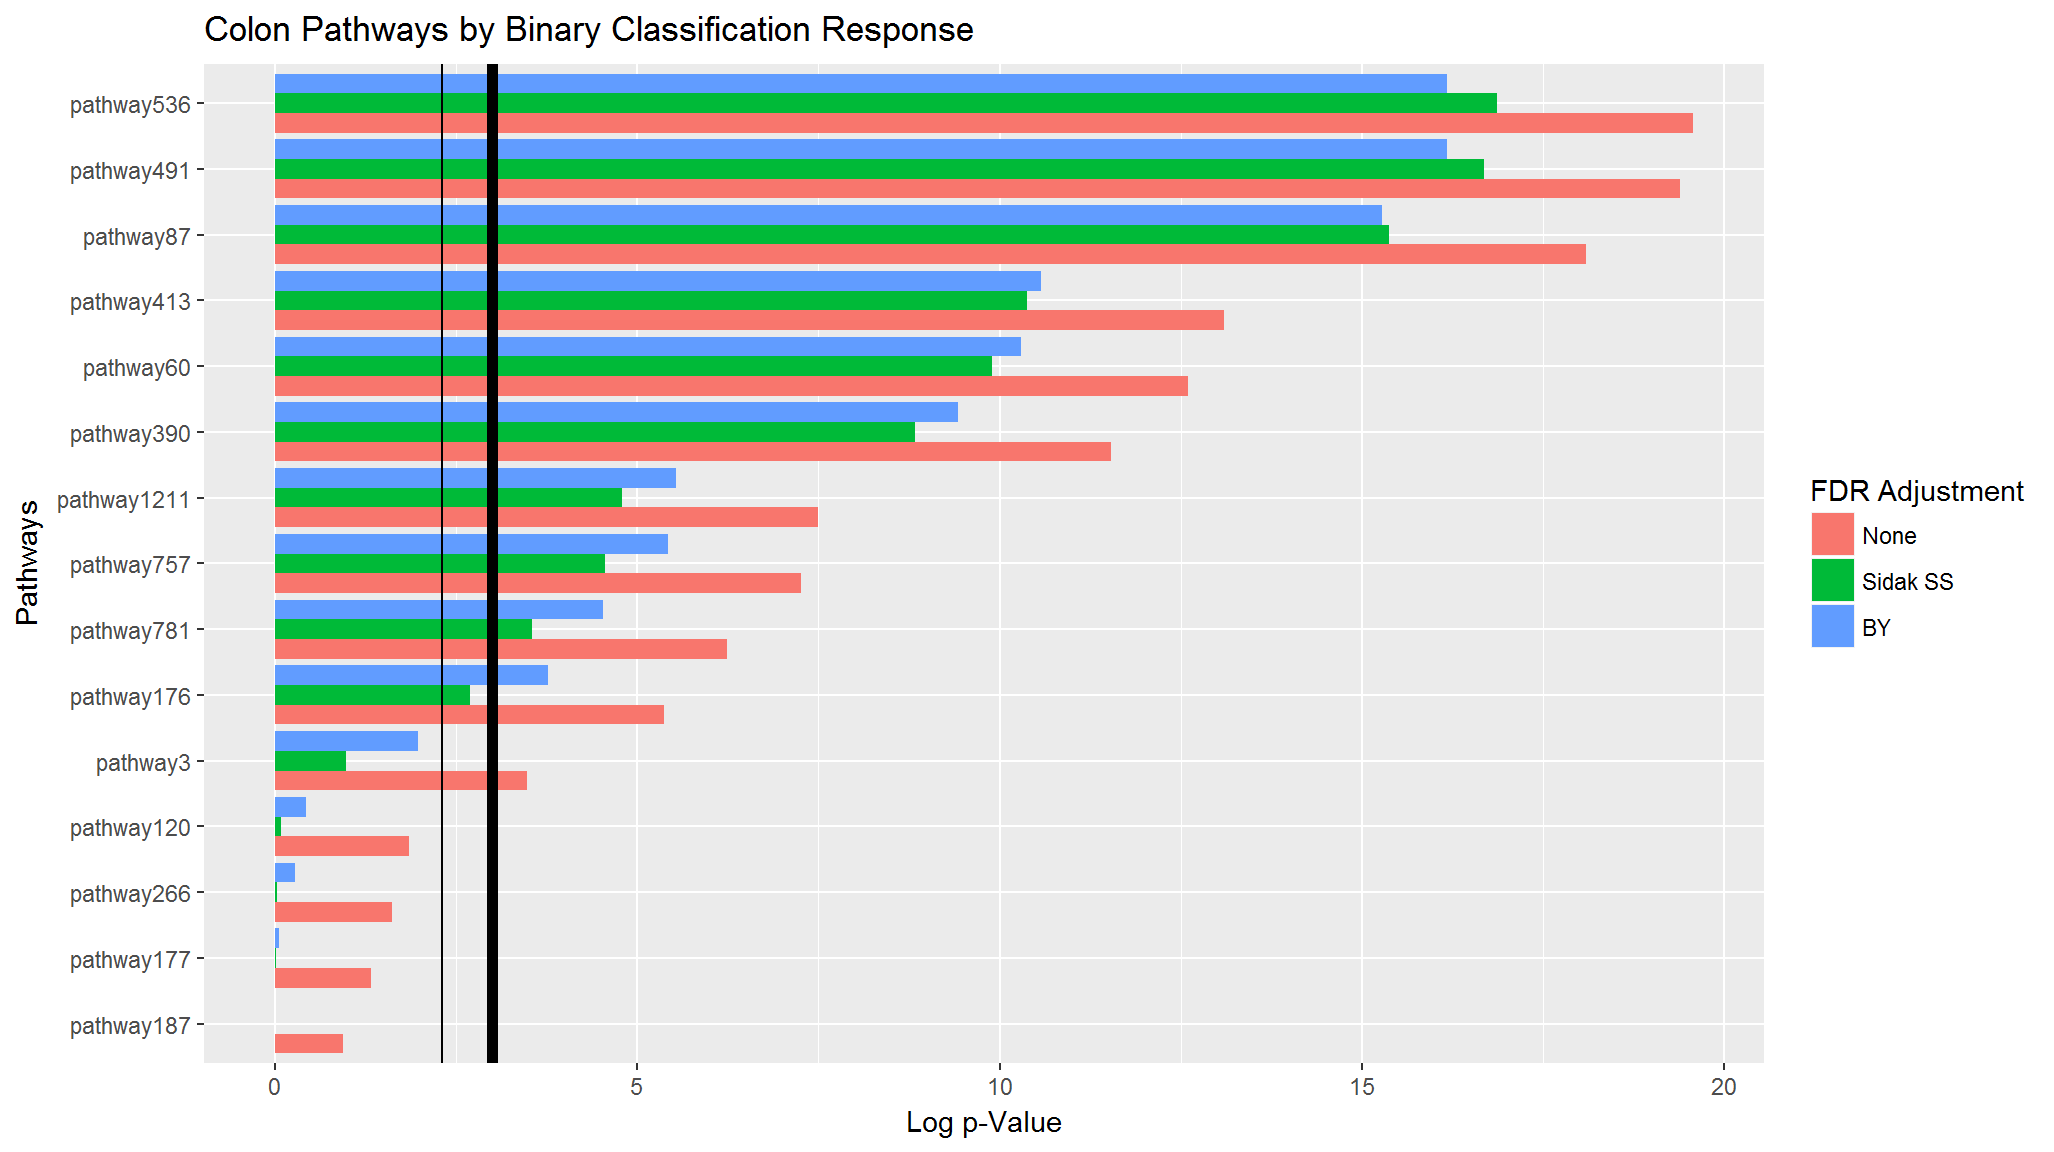 Colon Pathways by Binary Classification Response
Pathways
pathway536
pathway491
pathway87
pathway413
pathway60
pathway390
pathway1211
pathway757
pathway781
pathway176
pathway3
pathway120
pathway266
pathway177
pathway187
0 5 10 15 20
Log p-Value
FDR Adjustment
None
Sidak SS
BY